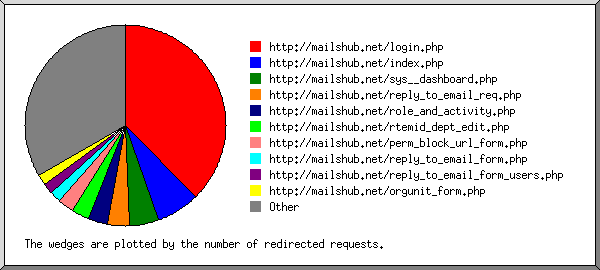 http://mailshub.net/login.php
http://mailshub.net/index.php
http://mailshub.net/sys__dashboard.php
http://mailshub.net/reply_to_email_req.php
http://mailshub.net/role_and_activity.php
http://mailshub.net/rtemid_dept_edit.php
http://mailshub.net/perm_block_url_form.php
http://mailshub.net/reply_to_email_form.php
http://mailshub.net/reply_to_email_form_users.php
http://mailshub.net/orgunit_form.php
Other
The wedges are plotted by the number of redirected requests.